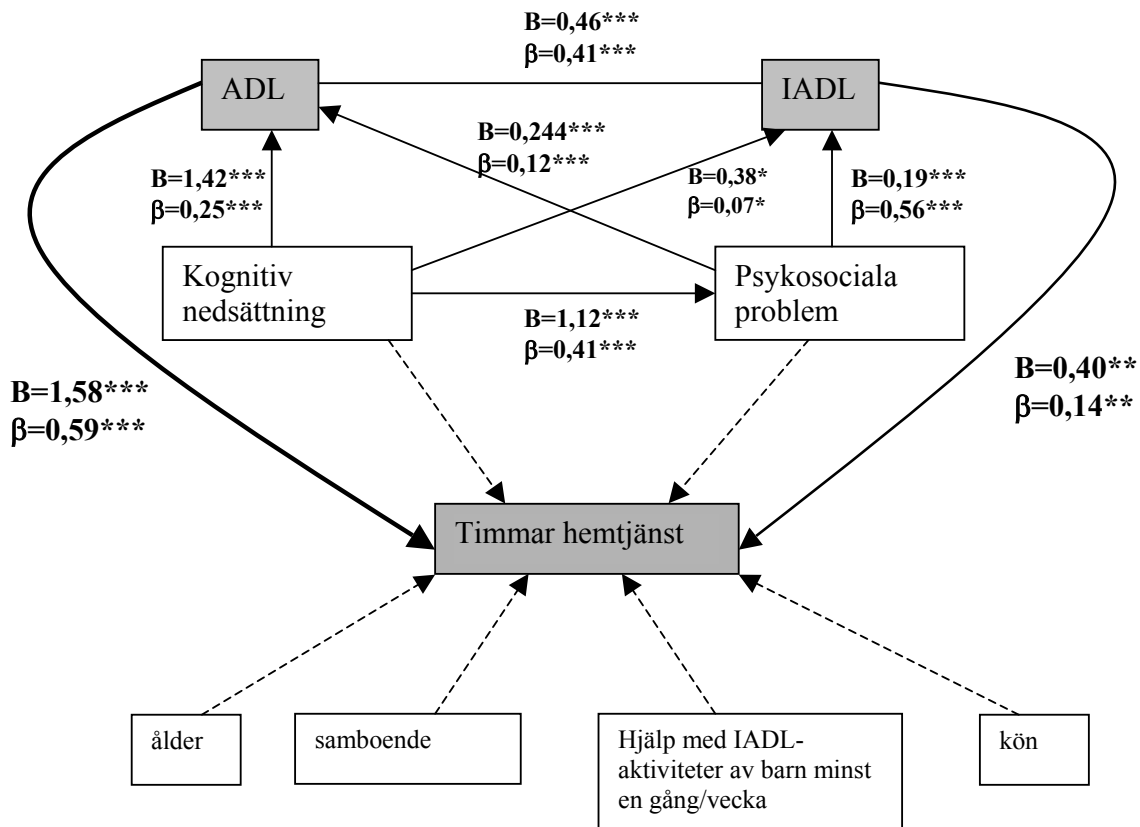 B=0,46***
β=0,41***
ADL
IADL
B=0,244***
β=0,12***
B=1,42***
β=0,25***
B=0,38*
β=0,07*
B=0,19***
β=0,56***
Kognitiv
nedsättning
Psykosociala
problem
B=1,12***
β=0,41***
B=1,58***
β=0,59***
B=0,40**
β=0,14**
Timmar hemtjänst
ålder
samboende
Hjälp med IADL-
aktiviteter av barn minst
en gång/vecka
kön